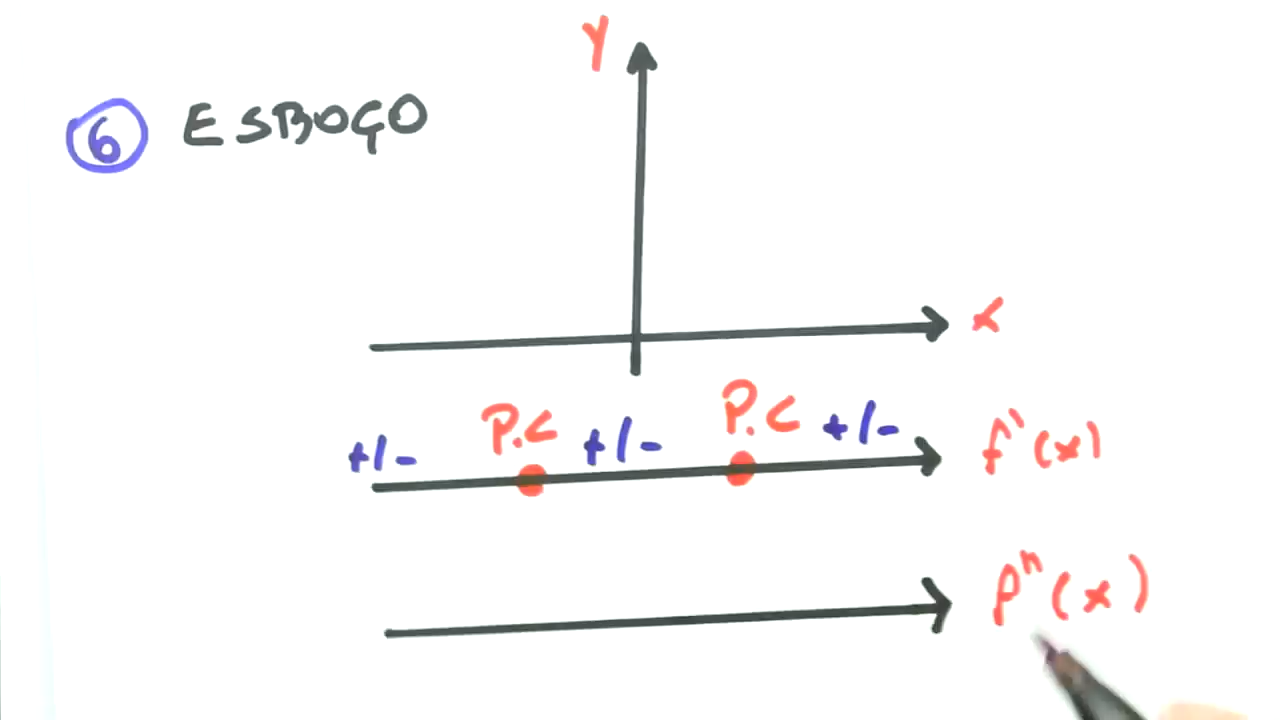 6 ESBOÇO
y
x
+/- P.C +/- P.C +/- f'(x)
f"(x)